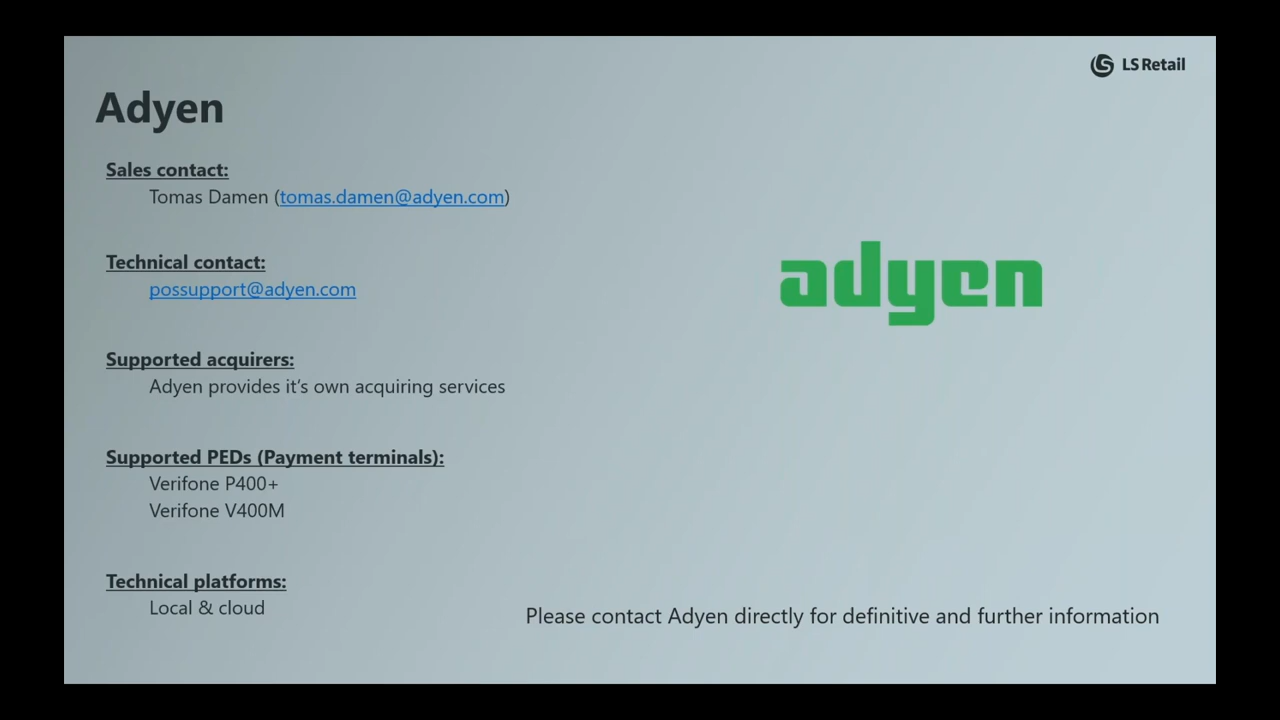 LS Retail
Adyen
Sales contact:
Tomas Damen (tomas.damen@adyen.com)
Technical contact:
possupport@adyen.com
adyen
Supported acquirers:
Adyen provides it's own acquiring services
Supported PEDs (Payment terminals):
Verifone P400+
Verifone V400M
Technical platforms:
Local & cloud
Please contact Adyen directly for definitive and further information